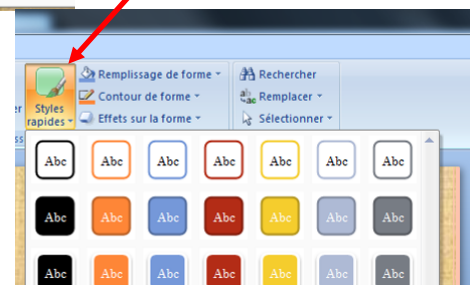 Remplissage de forme
Rechercher
Contour de forme
Remplacer
Styles rapides
Effets sur la forme
Sélectionner
Abc Abc Abc Abc Abc Abc Abc
Abc Abc Abc Abc Abc Abc Abc
Abc Abc Abc Abc Abc Abc Abc